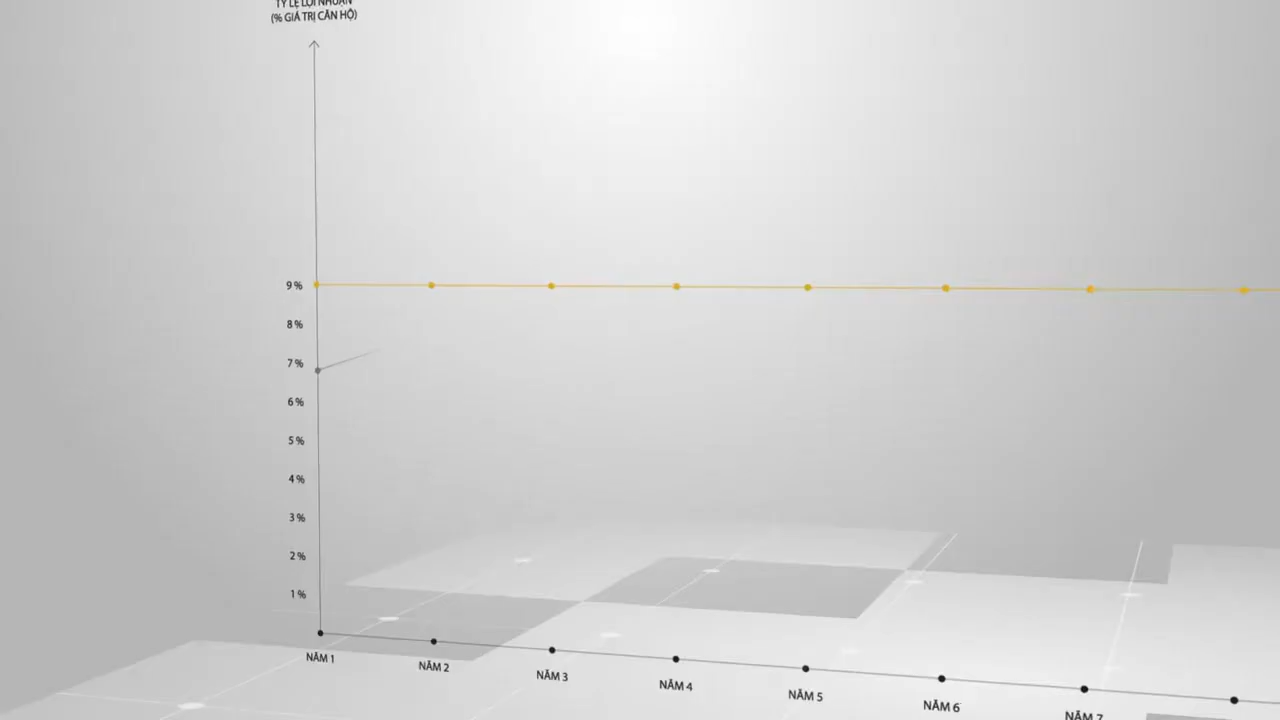 TỶ LỆ LỢI NHUẬN
(% GIÁ TRỊ CĂN HỘ)
9 %
8 %
7 %
6 %
5 %
4 %
3 %
2 %
1 %
NĂM 1
NĂM 2
NĂM 3
NĂM 4
NĂM 5
NĂM 6
NĂM 7